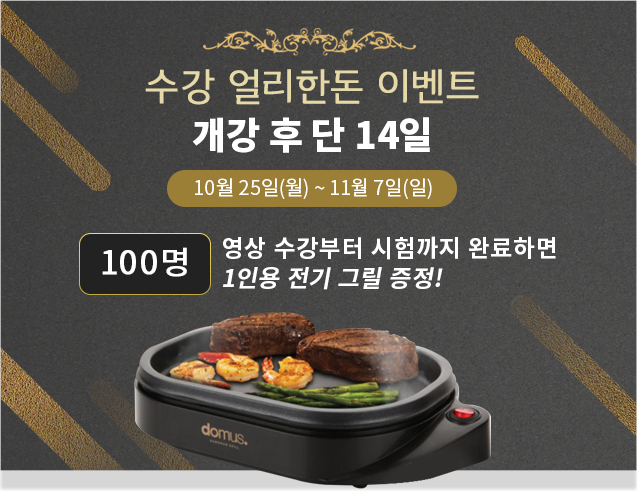 수강 얼리한돈 이벤트
개강 후 단 14일
10월 25일(월) ~ 11월 7일(일)
100명
영상 수강부터 시험까지 완료하면
1인용 전기 그릴 증정!
domus.